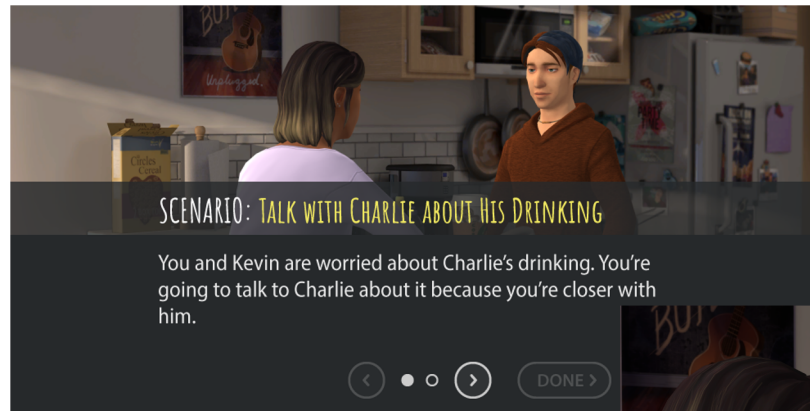 Unplugged.
Circles
Cereal
SCENARIO: TALK WITH CHARLIE ABOUT HIS DRINKING
You and Kevin are worried about Charlie's drinking. You're
going to talk to Charlie about it because you're closer with
him.
DONE >